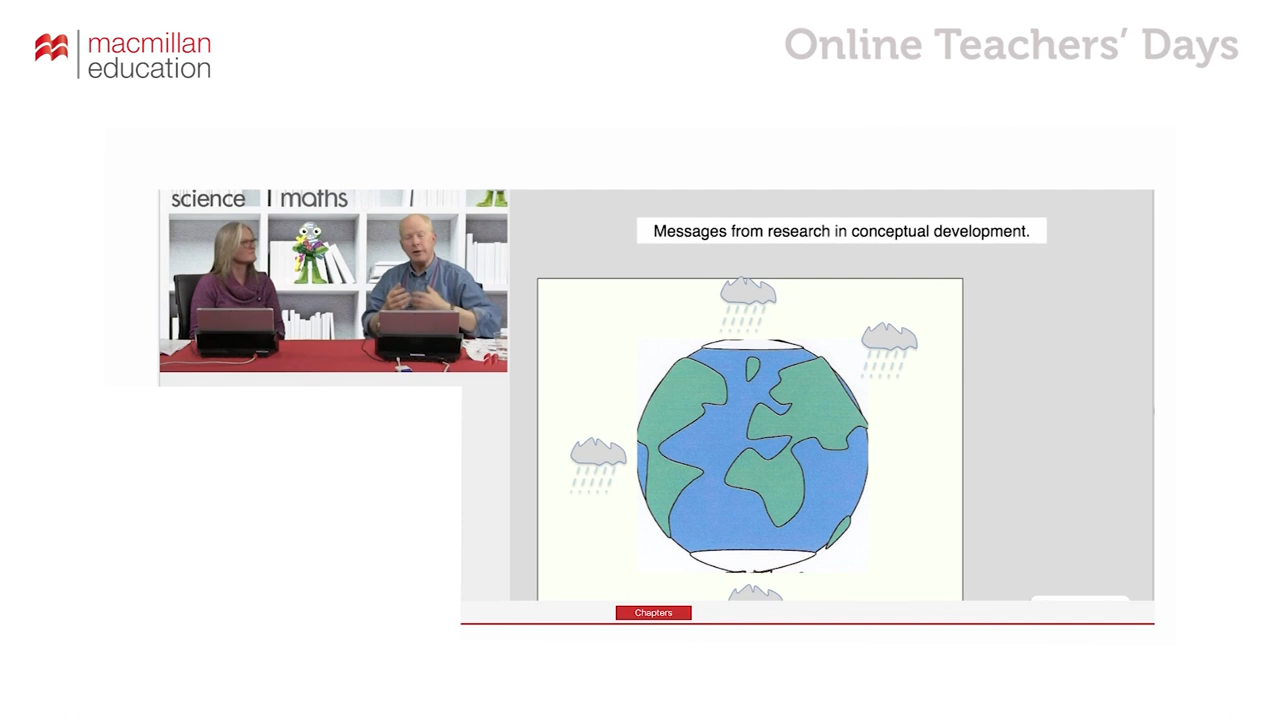 macmillan
education
Online Teachers’ Days
science
maths
Messages from research in conceptual development.
Chapters